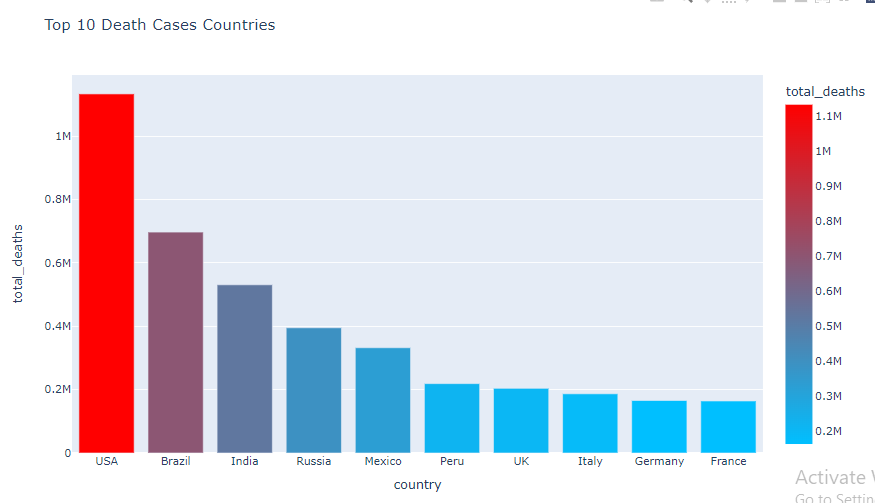 Top 10 Death Cases Countries
total_deaths
1M
0.8M
0.6M
0.4M
0.2M
0
USA Brazil India Russia Mexico Peru UK Italy Germany France
country
total_deaths
1.1M
1M
0.9M
0.8M
0.7M
0.6M
0.5M
0.4M
0.3M
0.2M
Activate
Go to